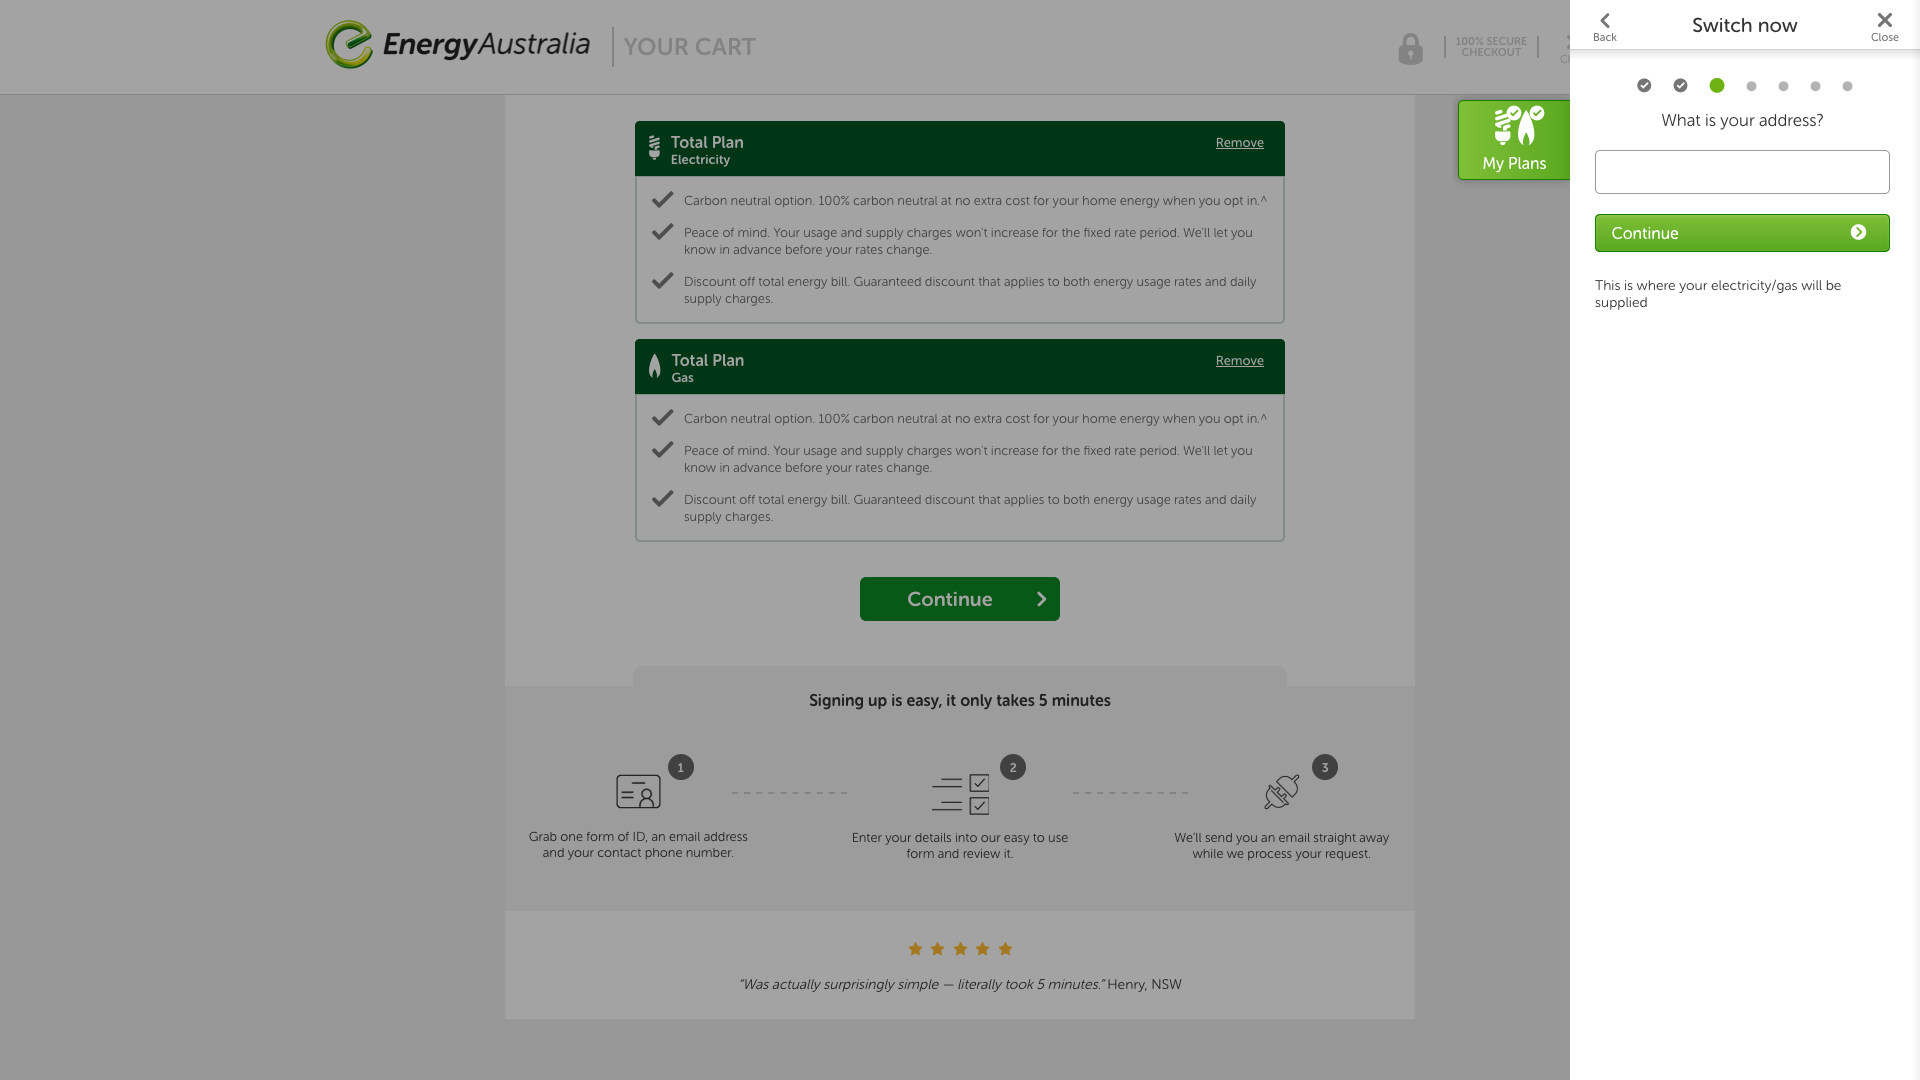 EnergyAustralia
YOUR CART
100% SECURE
CHECKOUT
Total Plan
Electricity
Remove
Carbon neutral option. 100% carbon neutral at no extra cost for your home energy when you opt in.^
Peace of mind. Your usage and supply charges won't increase for the fixed rate period. We'll let you
know in advance before your rates change.
Discount off total energy bill. Guaranteed discount that applies to both energy usage rates and daily
supply charges.
Total Plan
Gas
Remove
Carbon neutral option. 100% carbon neutral at no extra cost for your home energy when you opt in.^
Peace of mind. Your usage and supply charges won't increase for the fixed rate period. We'll let you
know in advance before your rates change.
Discount off total energy bill. Guaranteed discount that applies to both energy usage rates and daily
supply charges.
Continue
Signing up is easy, it only takes 5 minutes
1
Grab one form of ID, an email address
and your contact phone number.
2
Enter your details into our easy to use
form and review it.
3
We'll send you an email straight away
while we process your request.
"Was actually surprisingly simple — literally took 5 minutes." Henry, NSW
My Plans
Back
Switch now
Close
What is your address?
Continue
This is where your electricity/gas will be
supplied